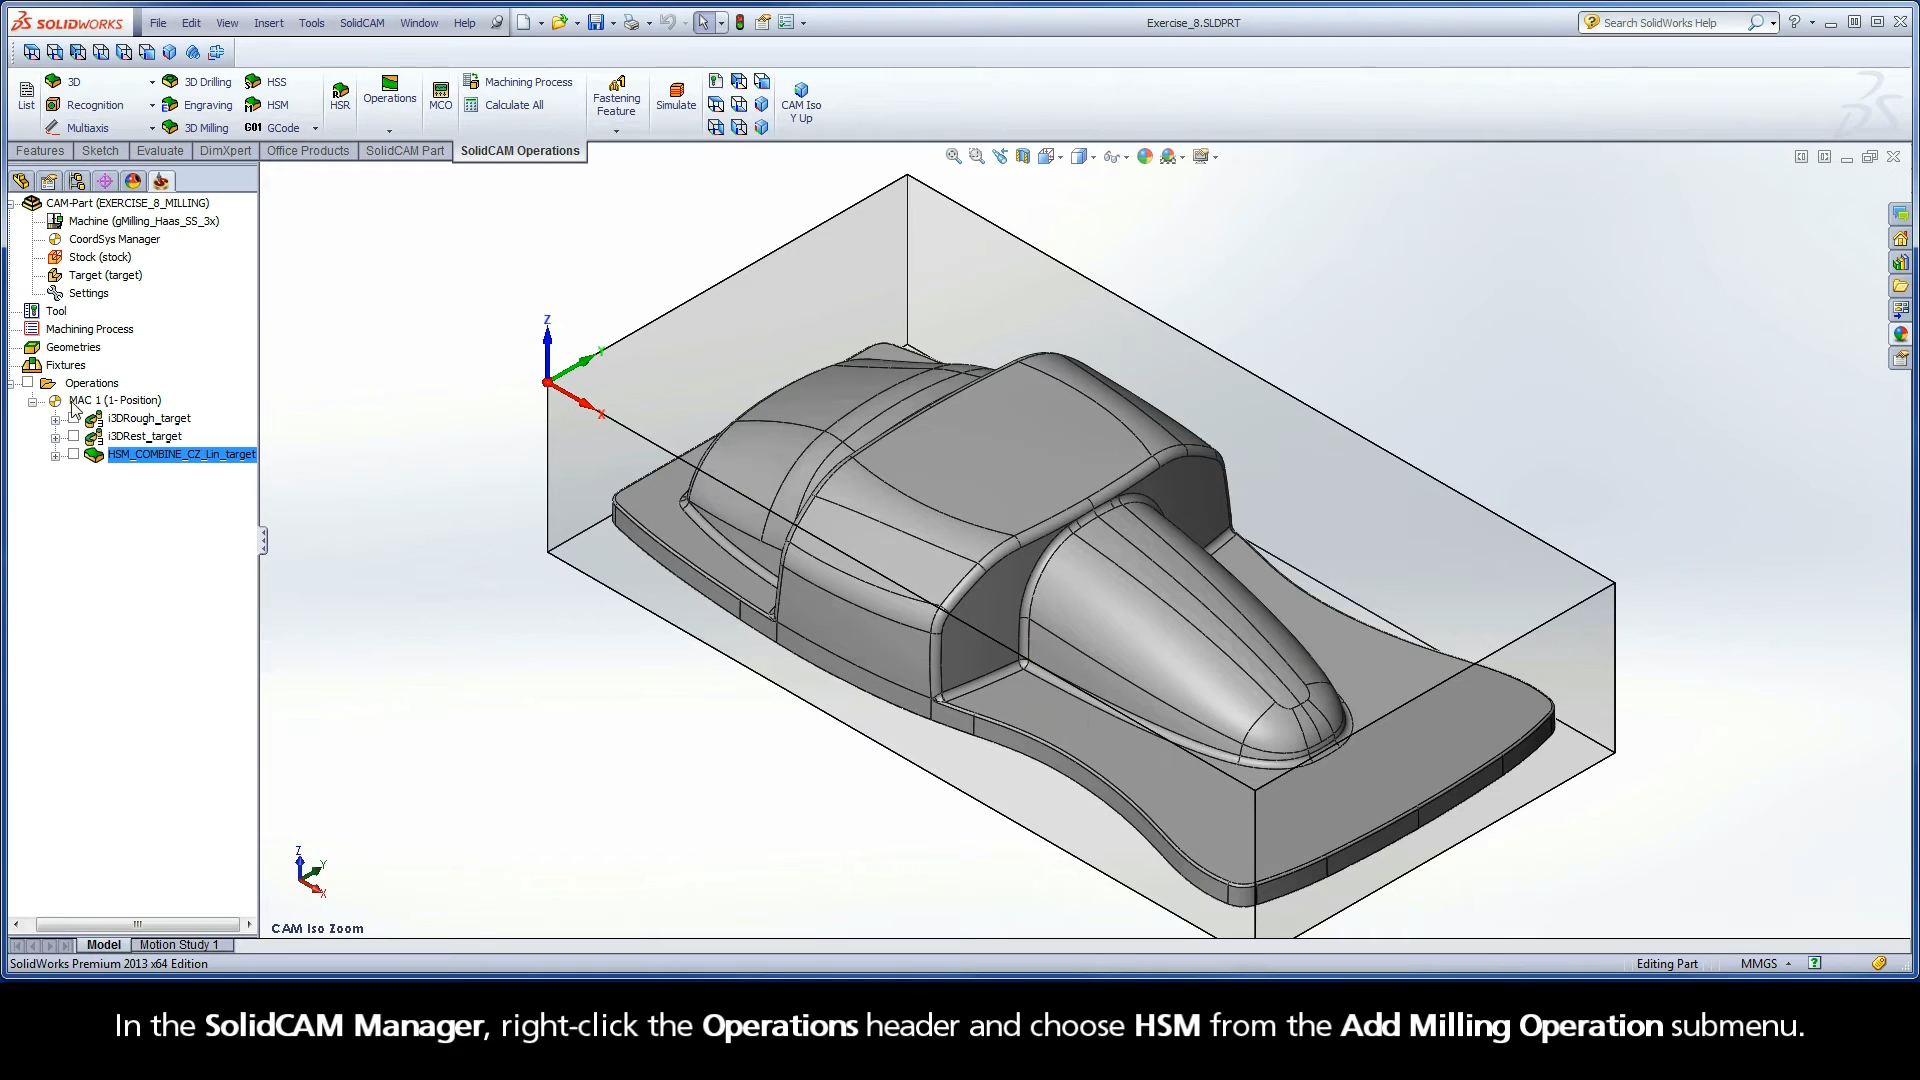 SOLIDWORKS
File Edit View Insert Tools SolidCAM Window Help
Exercise_8.SLDPRT
Search SolidWorks Help
List
3D
Recognition
Multiaxis
3D Drilling
Engraving
3D Milling
HSS
HSM
G01 GCode
HSR
Operations
MCO
Machining Process
Calculate All
Fastening
Feature
Simulate
CAM Iso
Y Up
Features Sketch Evaluate DimXpert Office Products SolidCAM Part SolidCAM Operations
CAM-Part (EXERCISE_8_MILLING)
Machine (gMilling_Haas_SS_3x)
CoordSys Manager
Stock (stock)
Target (target)
Settings
Tool
Machining Process
Geometries
Fixtures
Operations
MAC 1 (1- Position)
i3DRough_target
i3DRest_target
HSM_COMBINE_CZ_Lin_target
Z
Y
X
Z
Y
X
CAM Iso Zoom
Model Motion Study 1
SolidWorks Premium 2013 x64 Edition
Editing Part MMGS
In the SolidCAM Manager, right-click the Operations header and choose HSM from the Add Milling Operation submenu.